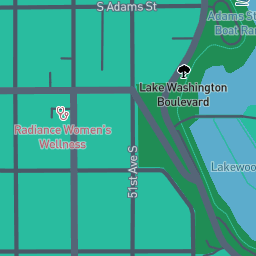 S Adams St
Adams St
Boat Ra
Lake Washington
Boulevard
Radiance Women's
Wellness
51st Ave S
Lakewoo